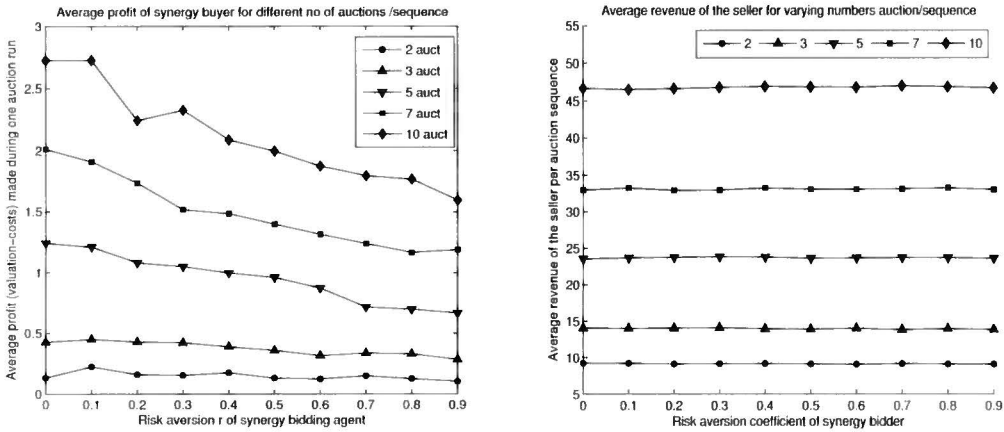 Average profit of synergy buyer for different no of auctions /sequence
Average profit (valuation-costs) made during one auction run
3
2.5
2
1.5
1
0.5
0
2 auct
3 auct
5 auct
7 auct
10 auct
0 0.1 0.2 0.3 0.4 0.5 0.6 0.7 0.8 0.9
Risk aversion r of synergy bidding agent
Average revenue of the seller for varying numbers auction/sequence
Average revenue of the seller per auction sequence
55
50
45
40
35
30
25
20
15
10
5
2 3 5 7 10
0 0.1 0.2 0.3 0.4 0.5 0.6 0.7 0.8 0.9
Risk aversion coefficient of synergy bidder